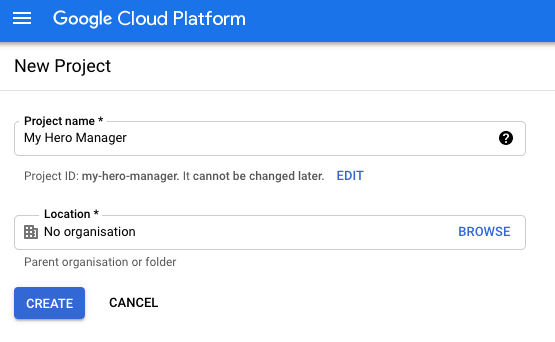 Google Cloud Platform
New Project
Project name *
My Hero Manager
?
Project ID: my-hero-manager. It cannot be changed later. EDIT
Location *
No organisation BROWSE
Parent organisation or folder
CREATE CANCEL